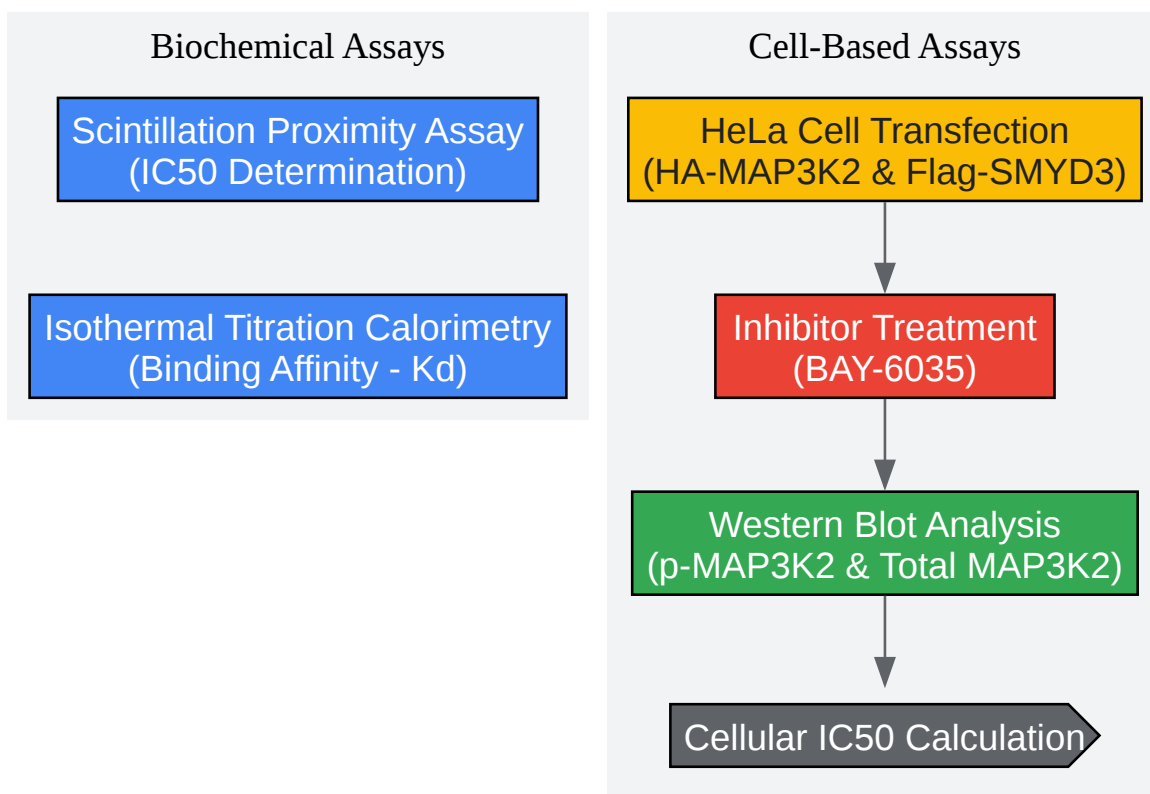 Biochemical Assays
Scintillation Proximity Assay
(IC50 Determination)
Isothermal Titration Calorimetry
(Binding Affinity - Kd)
Cell-Based Assays
HeLa Cell Transfection
(HA-MAP3K2 & Flag-SMYD3)
Inhibitor Treatment
(BAY-6035)
Western Blot Analysis
(p-MAP3K2 & Total MAP3K2)
Cellular IC50 Calculation